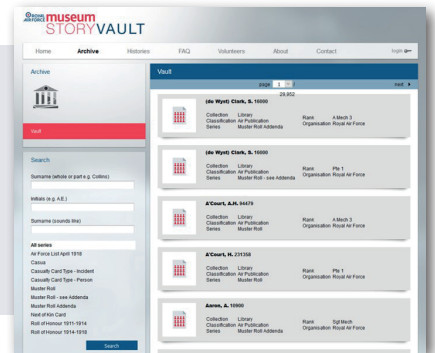 ROYAL AIR FORCE museum
STORYVAULT
Home Archive Histories FAQ Volunteers About Contact login
Archive
Vault
Search
Surname (whole or part e.g. Collins)
Initials (e.g. A.E.)
Surname (sounds like)
All series
Air Force List April 1918
Casus
Casualty Card Type - Incident
Casualty Card Type - Person
Muster Roll
Muster Roll - see Addenda
Muster Roll Addenda
Next of Kin Card
Roll of Honour 1911-1914
Roll of Honour 1914-1918
Search
Vault
page 1 / next
29,952
(de Wyst) Clark, S. 16000
Collection Library
Classification Air Publication
Series Muster Roll Addenda
Rank A Mech 3
Organisation Royal Air Force
(de Wyst) Clark, S. 16000
Collection Library
Classification Air Publication
Series Muster Roll - see Addenda
Rank Pte 1
Organisation Royal Air Force
A'Court, A.H. 94479
Collection Library
Classification Air Publication
Series Muster Roll
Rank A Mech 3
Organisation Royal Air Force
A'Court, H. 231358
Collection Library
Classification Air Publication
Series Muster Roll
Rank Pte 1
Organisation Royal Air Force
Aaron, A. 10900
Collection Library
Classification Air Publication
Series Muster Roll Addenda
Rank Sgt Mech
Organisation Royal Air Force